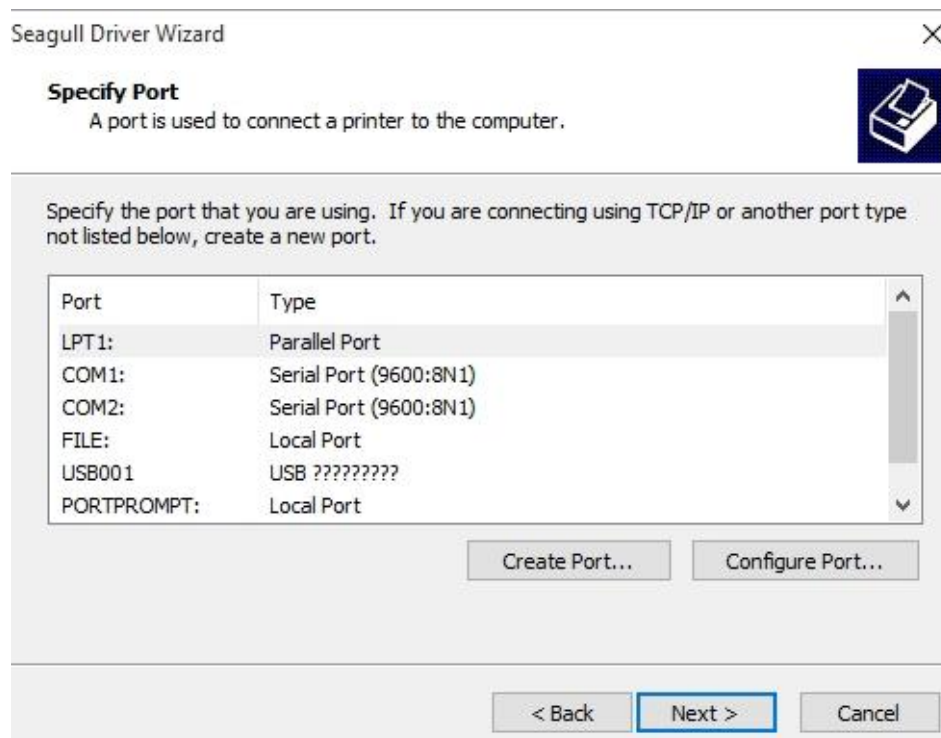 Seagull Driver Wizard
Specify Port
A port is used to connect a printer to the computer.
Specify the port that you are using.  If you are connecting using TCP/IP or another port type
not listed below, create a new port.
Port Type
LPT1: Parallel Port
COM1: Serial Port (9600:8N1)
COM2: Serial Port (9600:8N1)
FILE: Local Port
USB001 USB ?????????
PORTPROMPT: Local Port
Create Port... Configure Port...
< Back Next > Cancel